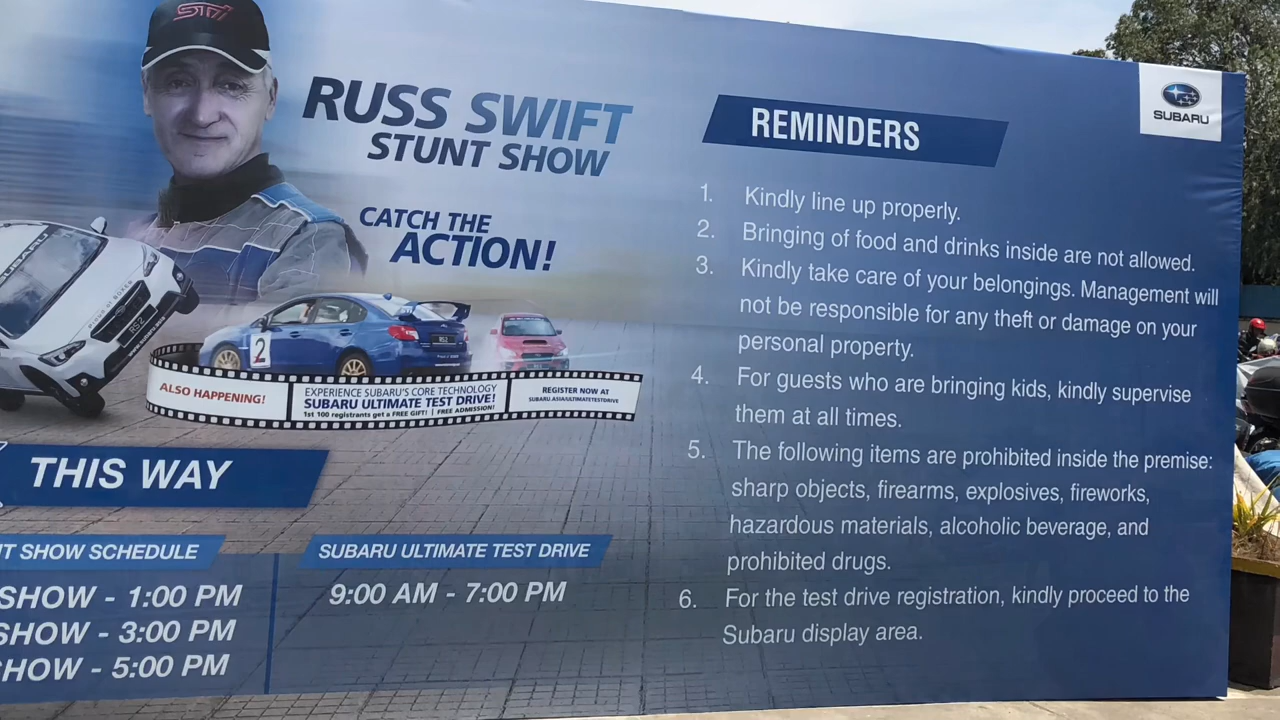 STI
RUSS SWIFT
STUNT SHOW
CATCH THE
ACTION!
SUBARU
RS2
2
RS2
ALSO HAPPENING!
EXPERIENCE SUBARU'S CORE TECHNOLOGY
SUBARU ULTIMATE TEST DRIVE!
1st 100 registrants get a FREE GIFT! | FREE ADMISSION!
REGISTER NOW AT
SUBARU.ASIA/ULTIMATETESTDRIVE
THIS WAY
SHOW SCHEDULE
SHOW - 1:00 PM
SHOW - 3:00 PM
SHOW - 5:00 PM
SUBARU ULTIMATE TEST DRIVE
9:00 AM - 7:00 PM
SUBARU
REMINDERS
1. Kindly line up properly.
2. Bringing of food and drinks inside are not allowed.
3. Kindly take care of your belongings. Management will
not be responsible for any theft or damage on your
personal property.
4. For guests who are bringing kids, kindly supervise
them at all times.
5. The following items are prohibited inside the premise:
sharp objects, firearms, explosives, fireworks,
hazardous materials, alcoholic beverage, and
prohibited drugs.
6. For the test drive registration, kindly proceed to the
Subaru display area.